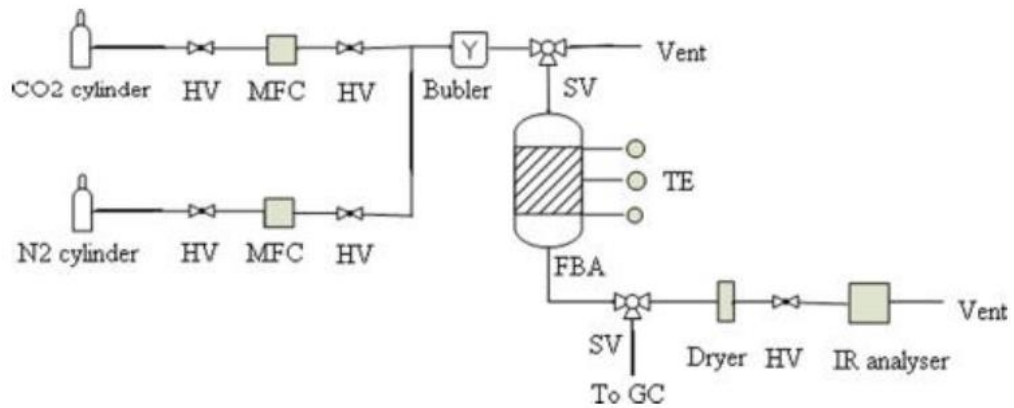 Y
Vent
CO2 cylinder HV MFC HV Bubler SV
TE
N2 cylinder HV MFC HV
FBA
Vent
SV Dryer HV IR analyser
To GC